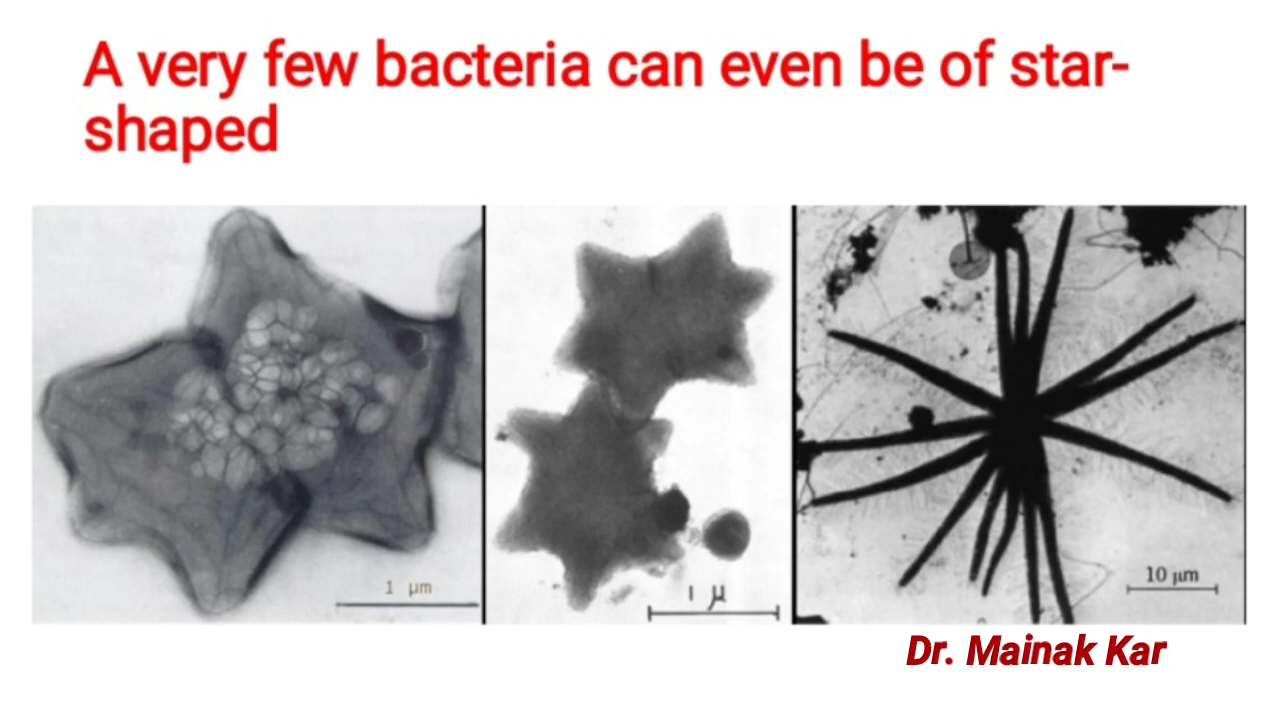 A very few bacteria can even be of star-
shaped
1 µm
1 µ
10 µm
Dr. Mainak Kar